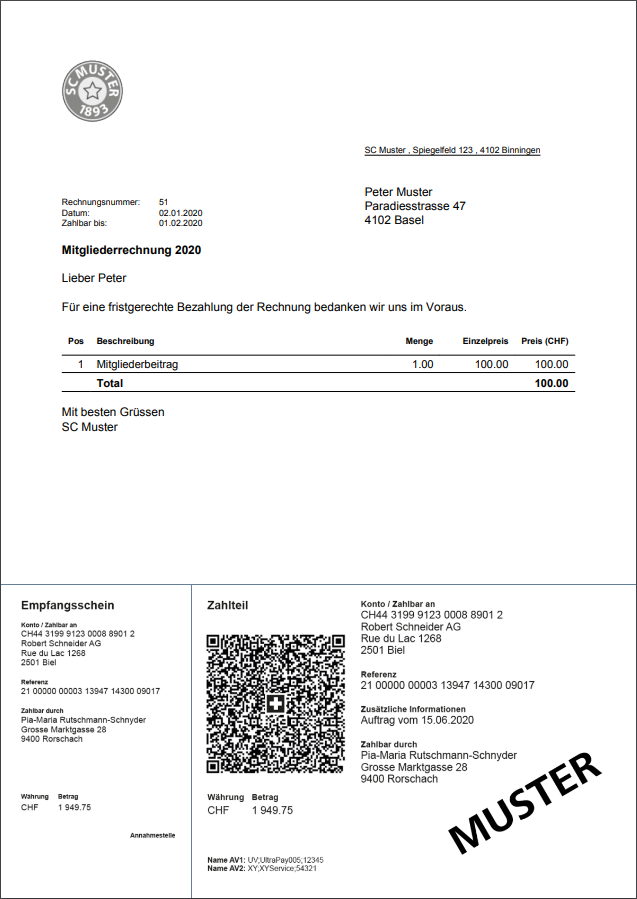 SC MUSTER
1893
SC Muster , Spiegelfeld 123 , 4102 Binningen
Peter Muster
Paradiesstrasse 47
4102 Basel
Rechnungsnummer: 51
Datum: 02.01.2020
Zahlbar bis: 01.02.2020
Mitgliederrechnung 2020
Lieber Peter
Für eine fristgerechte Bezahlung der Rechnung bedanken wir uns im Voraus.
Pos Beschreibung Menge Einzelpreis Preis (CHF)
1 Mitgliederbeitrag 1.00 100.00 100.00
Total 100.00
Mit besten Grüssen
SC Muster
Empfangsschein
Konto / Zahlbar an
CH44 3199 9123 0008 8901 2
Robert Schneider AG
Rue du Lac 1268
2501 Biel
Referenz
21 00000 00003 13947 14300 09017
Zahlbar durch
Pia-Maria Rutschmann-Schnyder
Grosse Marktgasse 28
9400 Rorschach
Währung Betrag
CHF 1 949.75
Annahmestelle
Zahlteil
Währung Betrag
CHF 1 949.75
Name AV1: UV;UltraPay005;12345
Name AV2: XY;XYService;54321
Konto / Zahlbar an
CH44 3199 9123 0008 8901 2
Robert Schneider AG
Rue du Lac 1268
2501 Biel
Referenz
21 00000 00003 13947 14300 09017
Zusätzliche Informationen
Auftrag vom 15.06.2020
Zahlbar durch
Pia-Maria Rutschmann-Schnyder
Grosse Marktgasse 28
9400 Rorschach
MUSTER